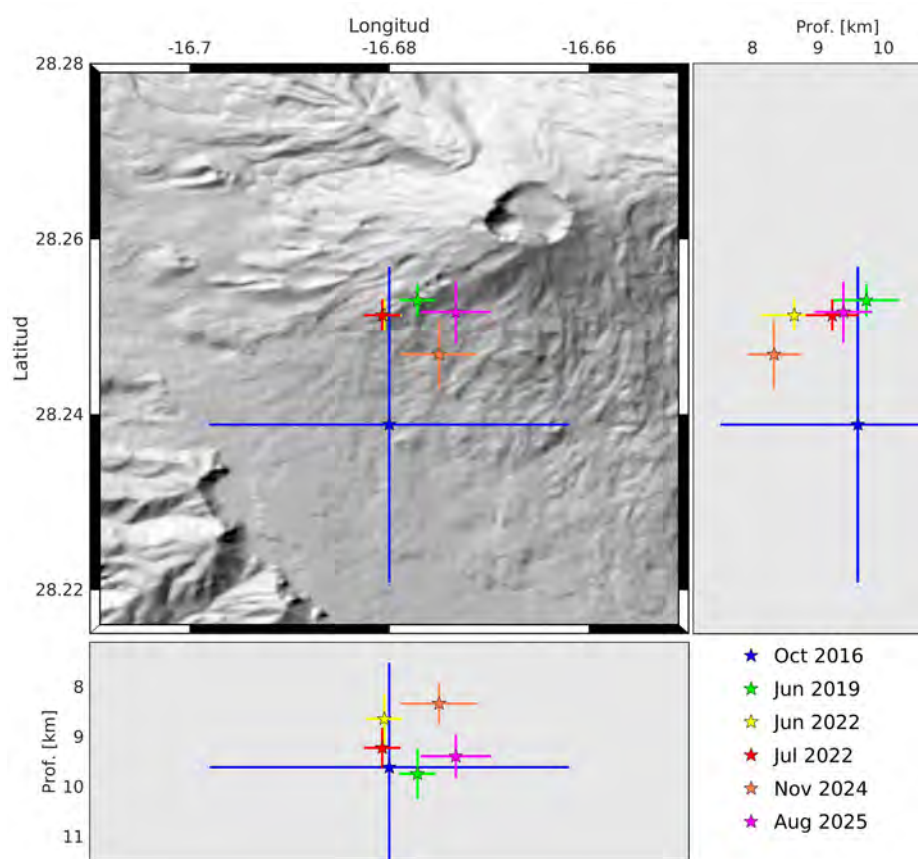 Longitud
-16.7
-16.68
-16.66
Prof. [km]
8
9
10
28.28
28.26
28.24
28.22
Latitud
8
9
10
11
Prof. [km]
Oct 2016
Jun 2019
Jun 2022
Jul 2022
Nov 2024
Aug 2025